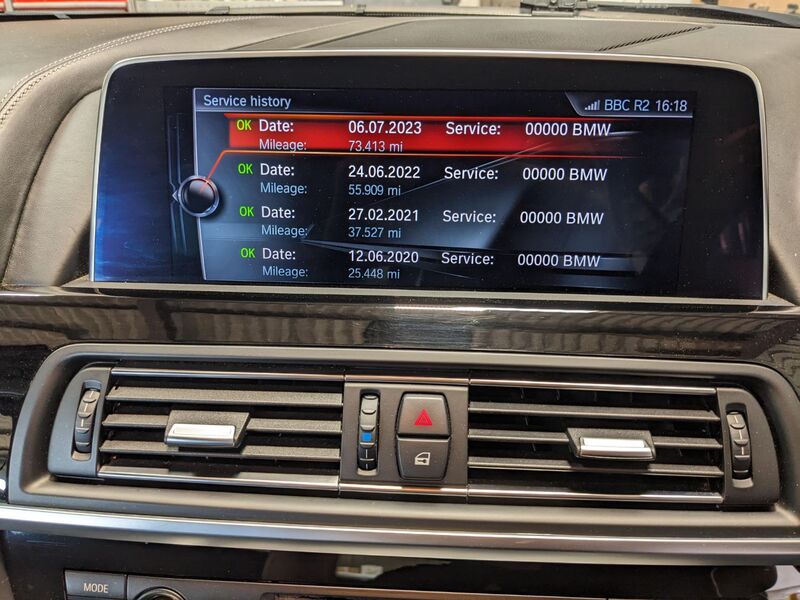 Service history BBC R2 16:18
OK Date: 06.07.2023 Service: 00000 BMW
Mileage: 73.413 mi
OK Date: 24.06.2022 Service: 00000 BMW
Mileage: 55.909 mi
OK Date: 27.02.2021 Service: 00000 BMW
Mileage: 37.527 mi
OK Date: 12.06.2020 Service: 00000 BMW
Mileage: 25.448 mi
MODE